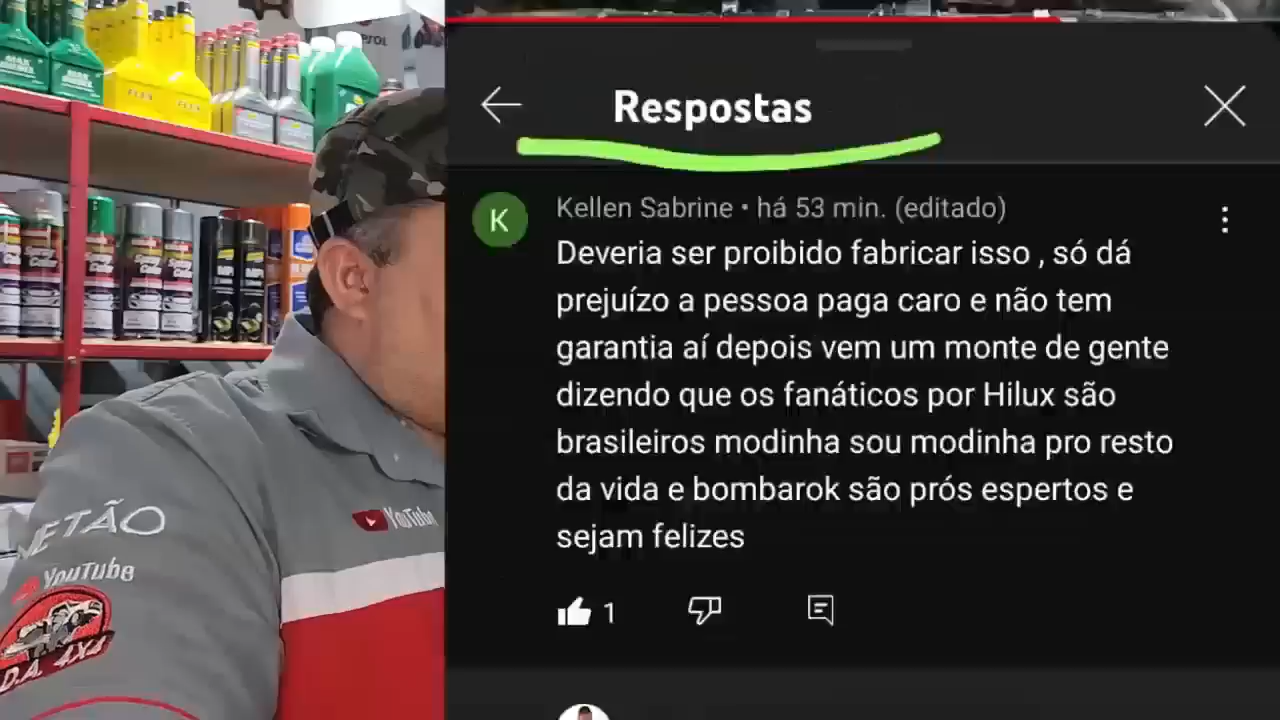 Respostas
K
Kellen Sabrine • há 53 min. (editado)
Deveria ser proibido fabricar isso , só dá
prejuízo a pessoa paga caro e não tem
garantia aí depois vem um monte de gente
dizendo que os fanáticos por Hilux são
brasileiros modinha sou modinha pro resto
da vida e bombarok são prós espertos e
sejam felizes
1
NETÃO
YouTube
D.A. 4X4
YouTube